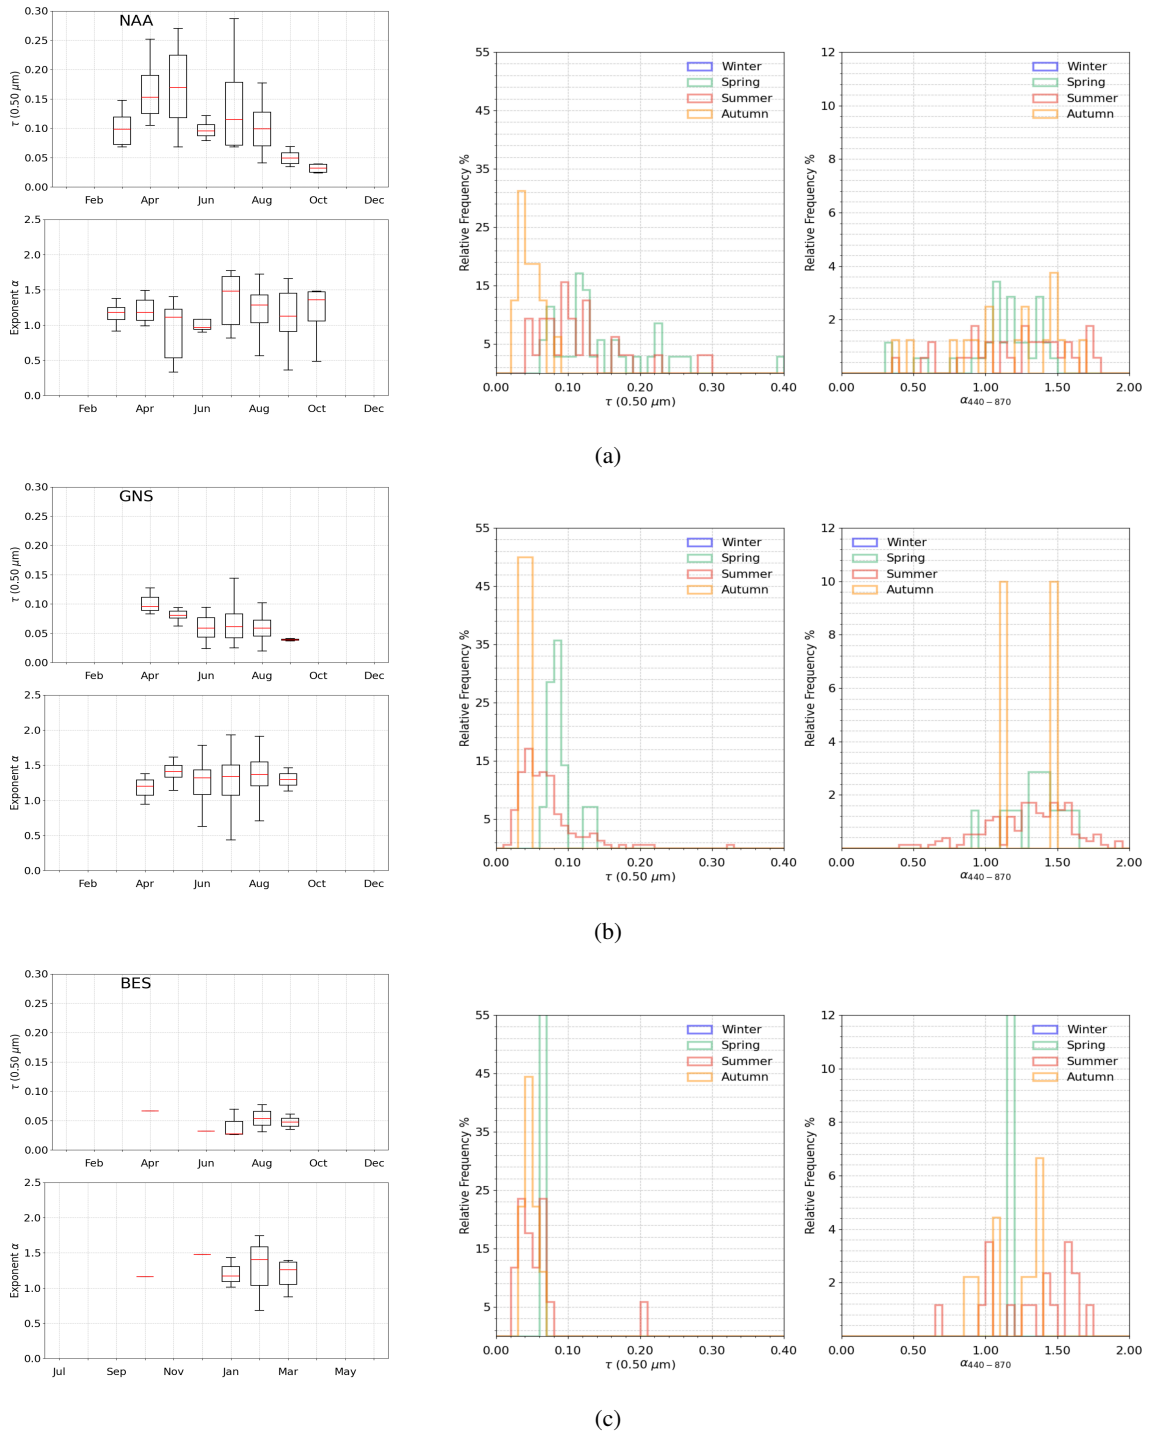 NAA
0.30
0.25
0.20
0.15
0.10
0.05
0.00
τ (0.50 μm)
Feb Apr Jun Aug Oct Dec
2.5
2.0
1.5
1.0
0.5
0.0
Exponent α
Feb Apr Jun Aug Oct Dec
55
45
35
25
15
5
Relative Frequency %
Winter
Spring
Summer
Autumn
0.00 0.10 0.20 0.30 0.40
τ (0.50 μm)
12
10
8
6
4
2
Relative Frequency %
Winter
Spring
Summer
Autumn
0.00 0.50 1.00 1.50 2.00
α440−870
(a)
GNS
0.30
0.25
0.20
0.15
0.10
0.05
0.00
τ (0.50 μm)
Feb Apr Jun Aug Oct Dec
2.5
2.0
1.5
1.0
0.5
0.0
Exponent α
Feb Apr Jun Aug Oct Dec
55
45
35
25
15
5
Relative Frequency %
Winter
Spring
Summer
Autumn
0.00 0.10 0.20 0.30 0.40
τ (0.50 μm)
12
10
8
6
4
2
Relative Frequency %
Winter
Spring
Summer
Autumn
0.00 0.50 1.00 1.50 2.00
α440−870
(b)
BES
0.30
0.25
0.20
0.15
0.10
0.05
0.00
τ (0.50 μm)
Feb Apr Jun Aug Oct Dec
2.5
2.0
1.5
1.0
0.5
0.0
Exponent α
Jul Sep Nov Jan Mar May
55
45
35
25
15
5
Relative Frequency %
Winter
Spring
Summer
Autumn
0.00 0.10 0.20 0.30 0.40
τ (0.50 μm)
12
10
8
6
4
2
Relative Frequency %
Winter
Spring
Summer
Autumn
0.00 0.50 1.00 1.50 2.00
α440−870
(c)